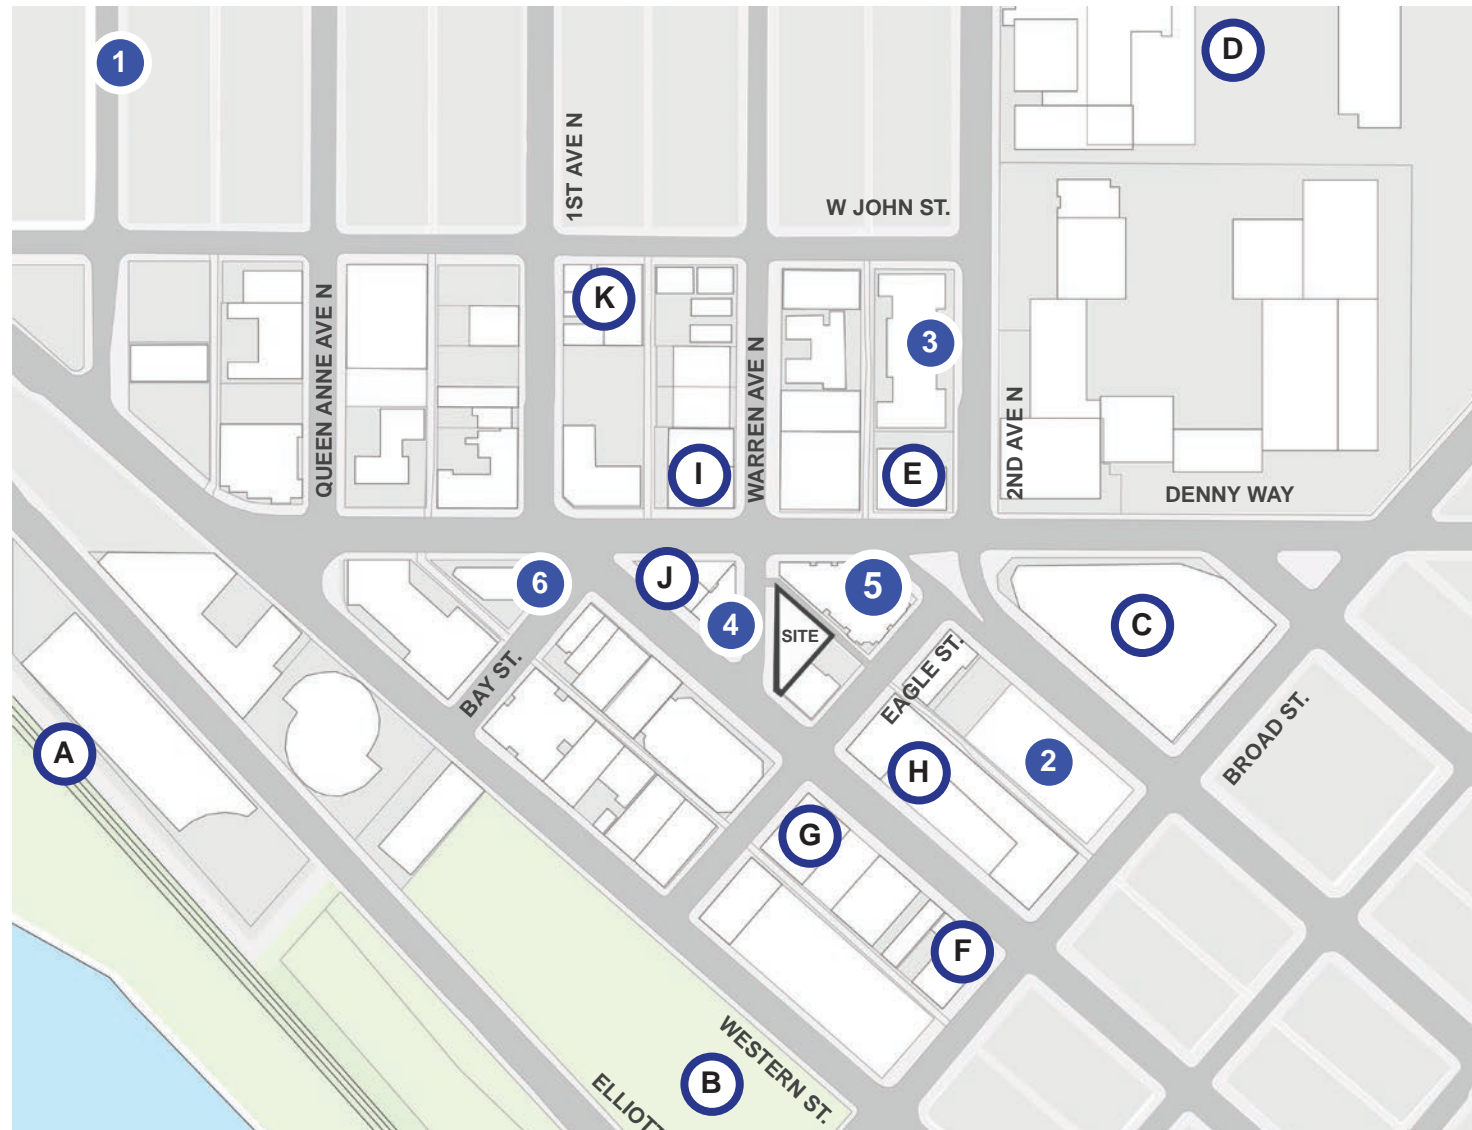 1
D
1ST AVE N
W JOHN ST.
K
QUEEN ANNE AVE N
3
WARREN AVE N
2ND AVE N
I
E
DENNY WAY
6
J
5
4
SITE
C
BAY ST.
EAGLE ST.
BROAD ST.
A
H
2
G
F
WESTERN ST.
B
ELLIOTT